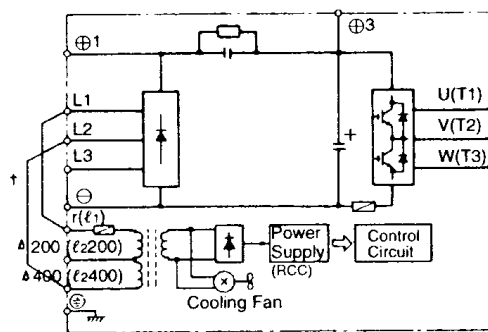 ⊕1
⊕3
L1
L2
L3
⊖
U(T1)
V(T2)
W(T3)
+
†
r(ℓ1)
Δ200 (ℓ2200)
Δ400 (ℓ2400)
Power Supply
(RCC)
Control Circuit
Cooling Fan